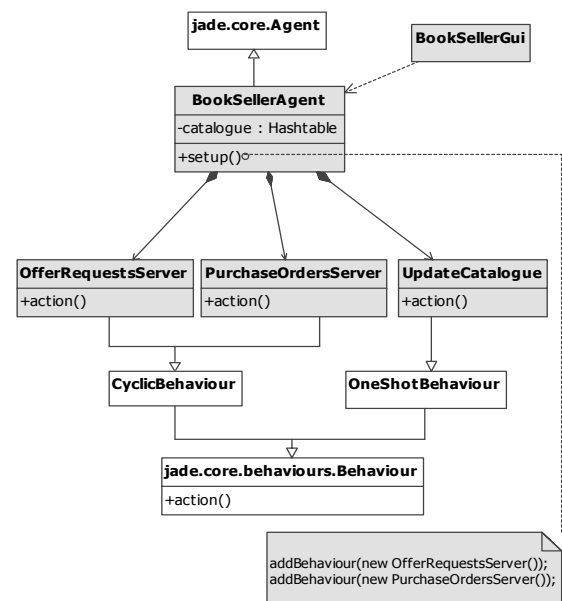 jade.core.Agent
BookSellerGui
BookSellerAgent
-catalogue : Hashtable
+setup()
OfferRequestsServer
+action()
PurchaseOrdersServer
+action()
UpdateCatalogue
+action()
CyclicBehaviour
OneShotBehaviour
jade.core.behaviours.Behaviour
+action()
addBehaviour(new OfferRequestsServer());
addBehaviour(new PurchaseOrdersServer());